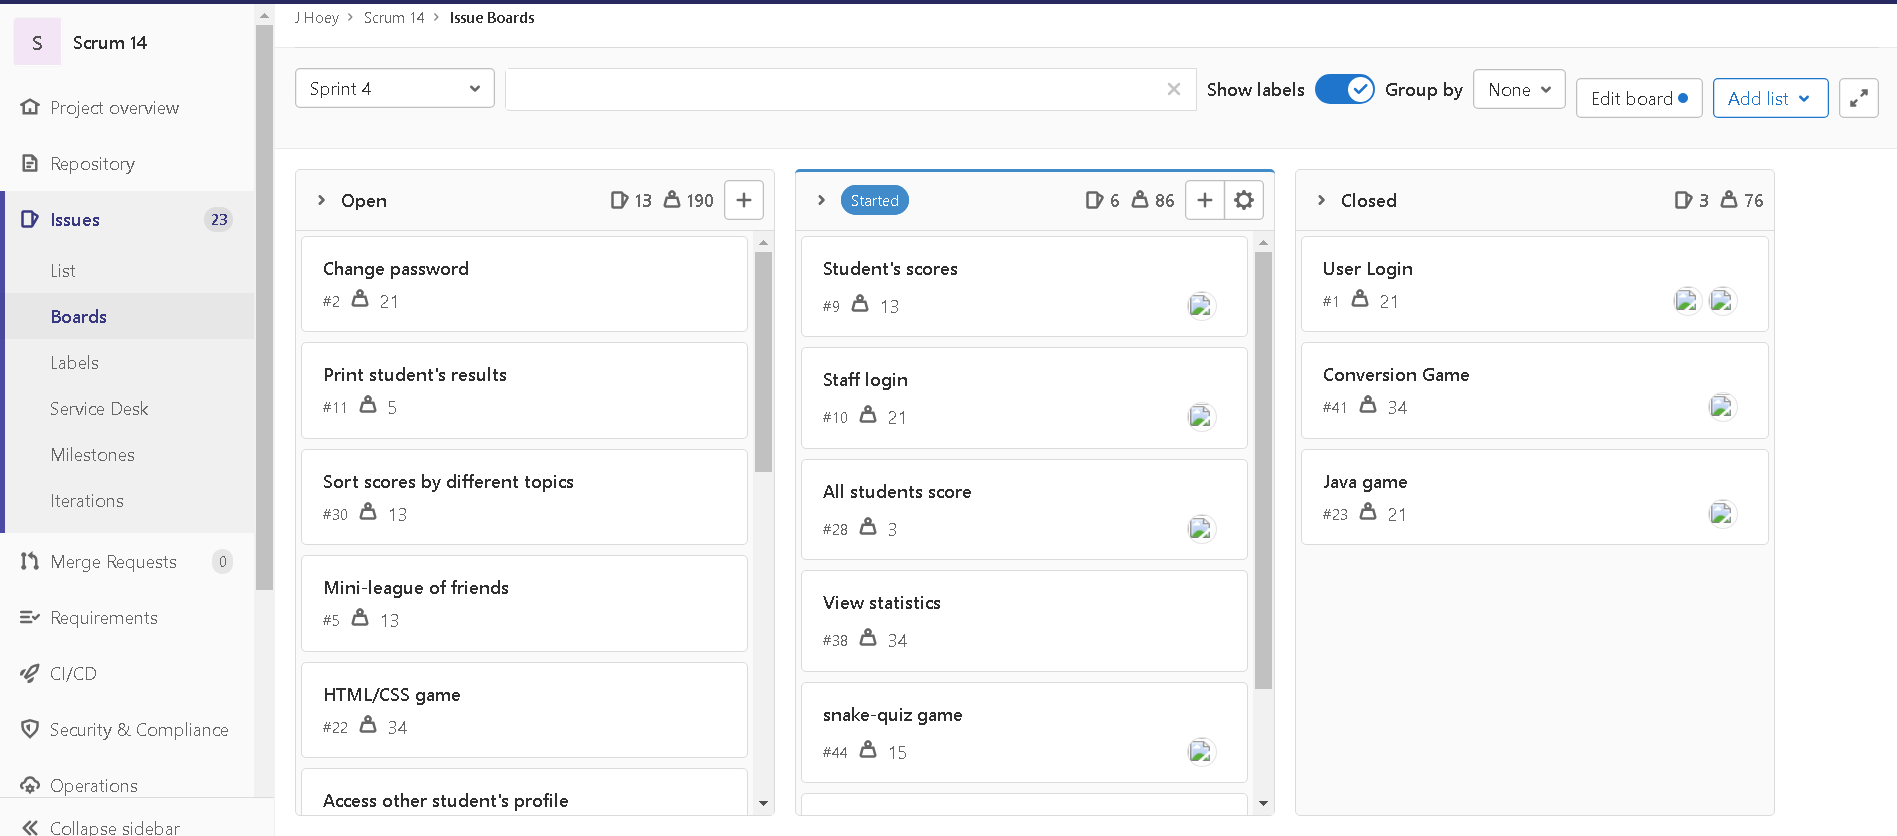 J Hoey > Scrum 14 > Issue Boards
S Scrum 14
Project overview
Repository
Issues 23
List
Boards
Labels
Service Desk
Milestones
Iterations
Merge Requests 0
Requirements
CI/CD
Security & Compliance
Operations
Collapse sidebar
Sprint 4
Show labels
Group by
None
Edit board
Add list
Open 13 190
Change password
#2 21
Print student's results
#11 5
Sort scores by different topics
#30 13
Mini-league of friends
#5 13
HTML/CSS game
#22 34
Access other student's profile
Started 6 86
Student's scores
#9 13
Staff login
#10 21
All students score
#28 3
View statistics
#38 34
snake-quiz game
#44 15
Closed 3 76
User Login
#1 21
Conversion Game
#41 34
Java game
#23 21